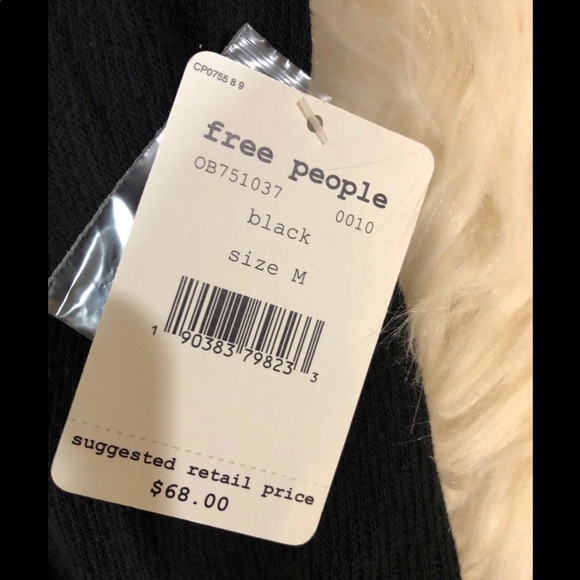 CP0755 8 9
free people
OB751037 0010
black
size M
1 90383 79823 3
suggested retail price
$68.00